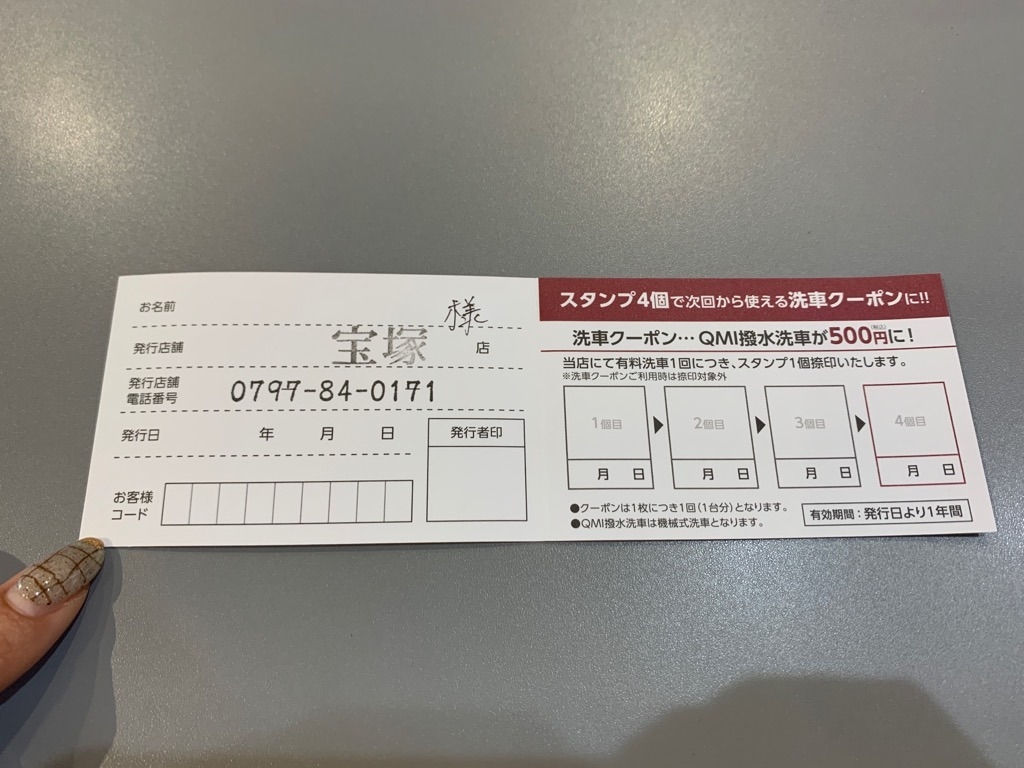 お名前 様
発行店舗 宝塚 店
発行店舗
電話番号 0797-84-0171
発行日 年 月 日
発行者印
お客様
コード
スタンプ4個で次回から使える洗車クーポンに!!
洗車クーポン…QMI撥水洗車が500円(税込)に!
当店にて有料洗車1回につき、スタンプ1個捺印いたします。
※洗車クーポンご利用時は捺印対象外
1個目 ▶ 2個目 ▶ 3個目 ▶ 4個目
月 日 月 日 月 日 月 日
●クーポンは1枚につき1回(1台分)となります。
●QMI撥水洗車は機械式洗車となります。
有効期間:発行日より1年間